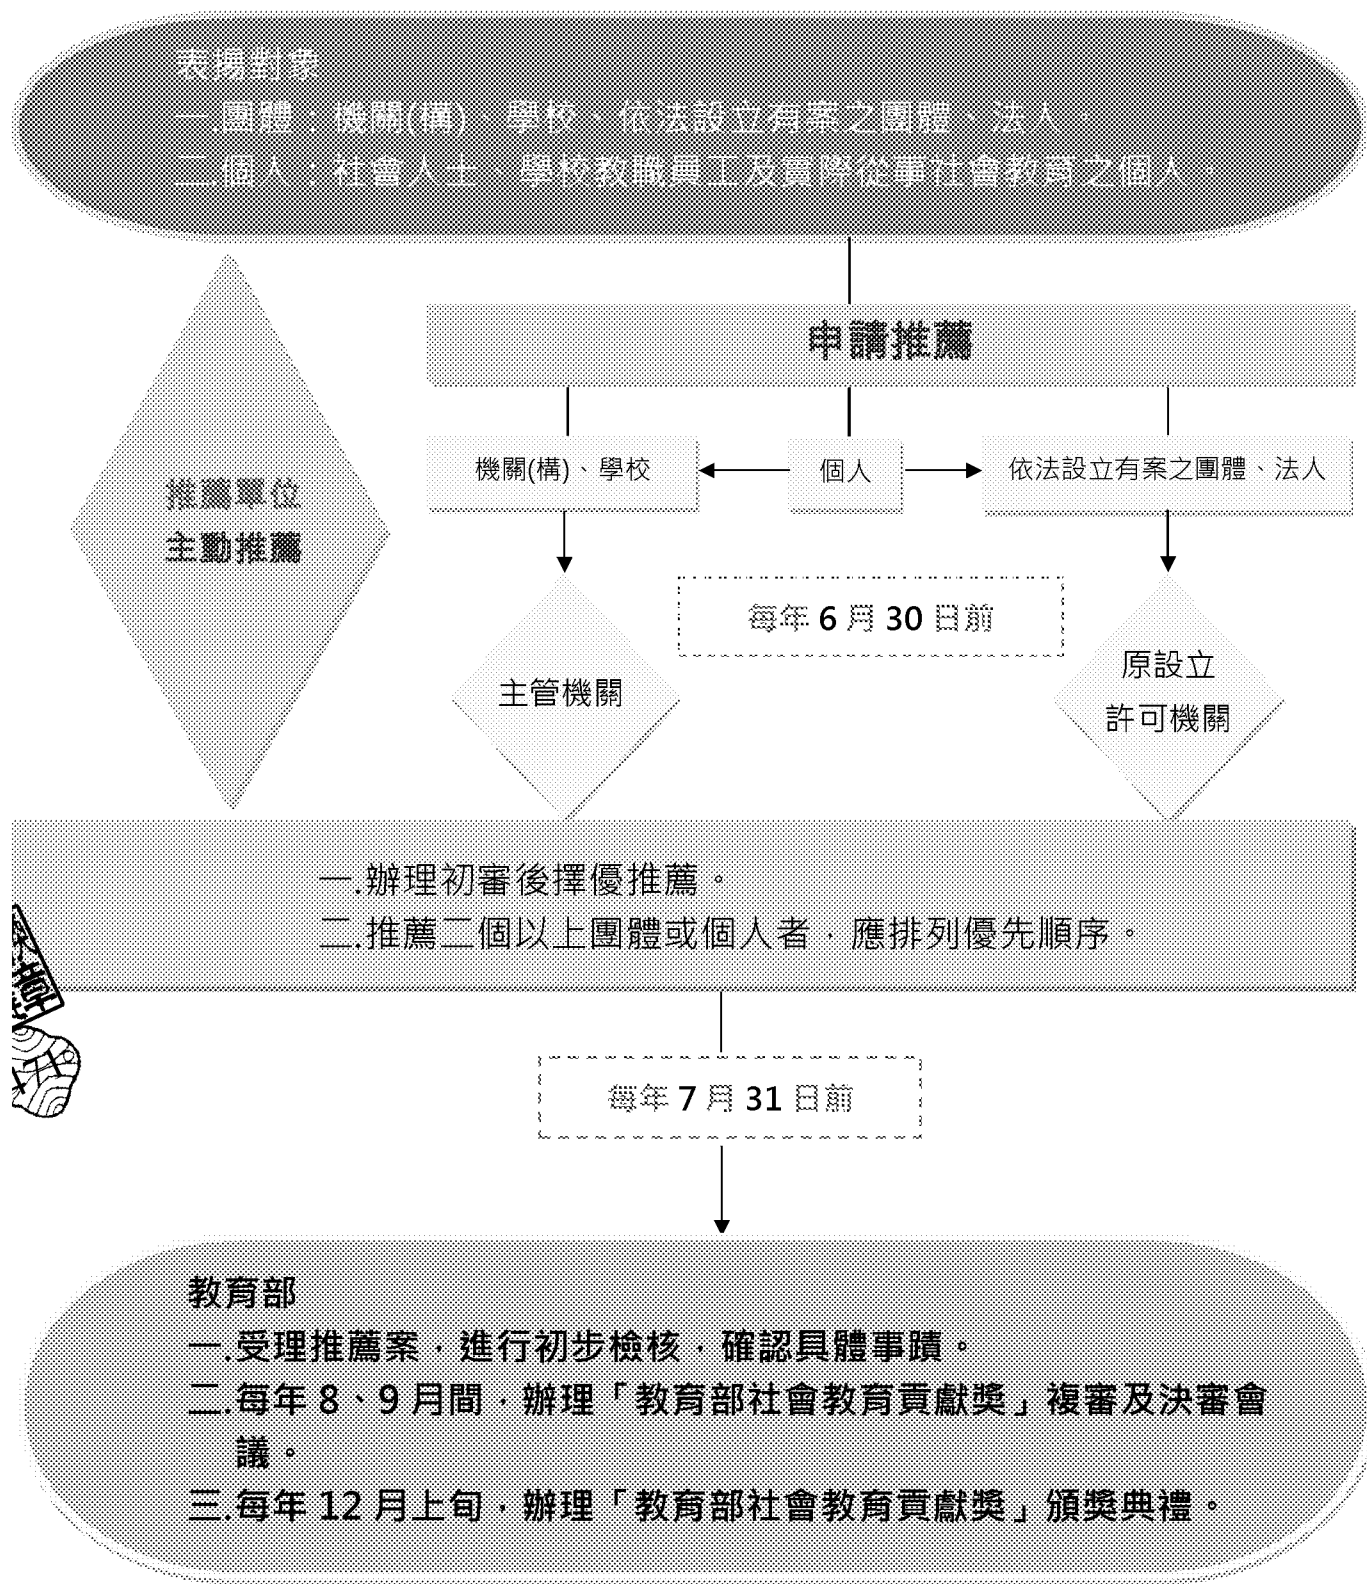 表揚對象
一.團體：機關(構)、學校、依法設立有案之團體、法人。
二.個人：社會人士、學校教職員工及實際從事社會教育之個人。
申請推薦
機關(構)、學校
個人
依法設立有案之團體、法人
推薦單位
主動推薦
每年 6 月 30 日前
主管機關
原設立
許可機關
一.辦理初審後擇優推薦。
二.推薦二個以上團體或個人者，應排列優先順序。
章
每年 7 月 31 日前
教育部
一.受理推薦案，進行初步檢核，確認具體事蹟。
二.每年 8、9 月間，辦理「教育部社會教育貢獻獎」複審及決審會
議。
三.每年 12 月上旬，辦理「教育部社會教育貢獻獎」頒獎典禮。